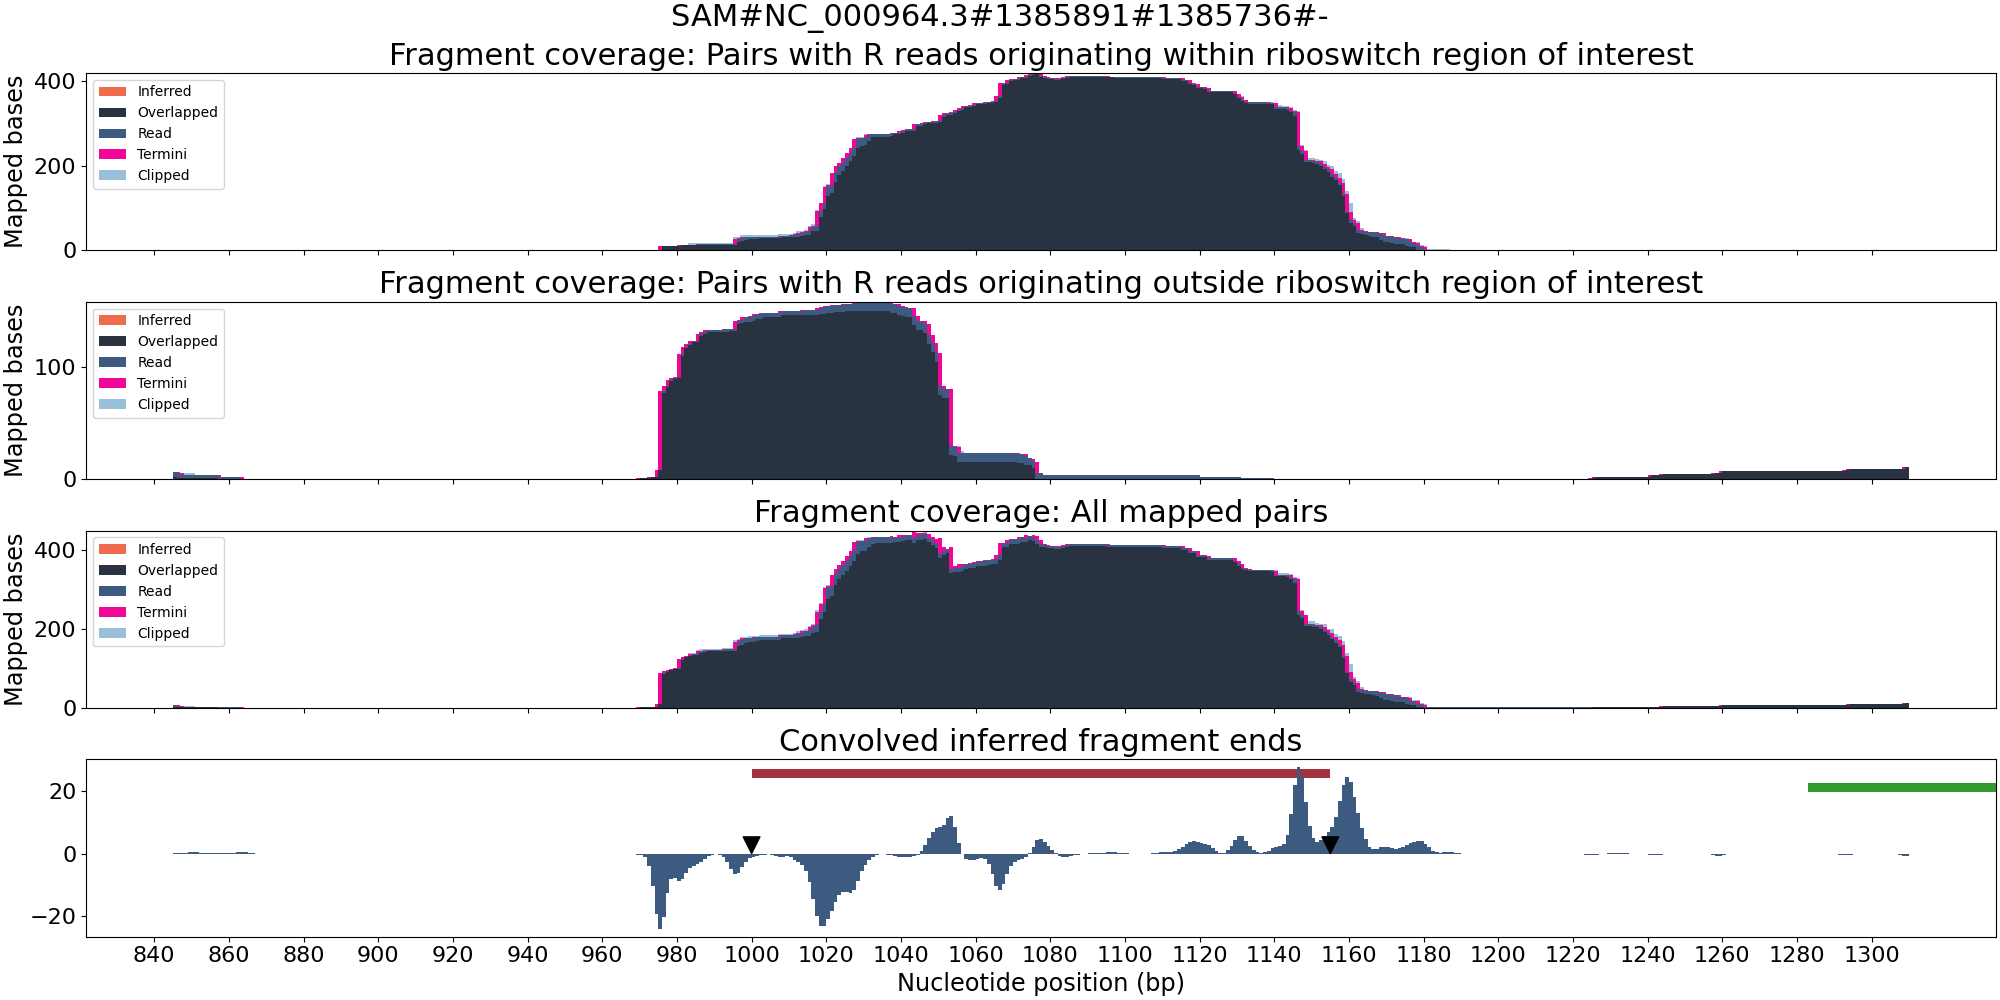 SAM#NC_000964.3#1385891#1385736#-
Fragment coverage: Pairs with R reads originating within riboswitch region of interest
Mapped bases
400
200
0
Inferred
Overlapped
Read
Termini
Clipped
Fragment coverage: Pairs with R reads originating outside riboswitch region of interest
Mapped bases
100
0
Inferred
Overlapped
Read
Termini
Clipped
Fragment coverage: All mapped pairs
Mapped bases
400
200
0
Inferred
Overlapped
Read
Termini
Clipped
Convolved inferred fragment ends
20
0
−20
840 860 880 900 920 940 960 980 1000 1020 1040 1060 1080 1100 1120 1140 1160 1180 1200 1220 1240 1260 1280 1300
Nucleotide position (bp)